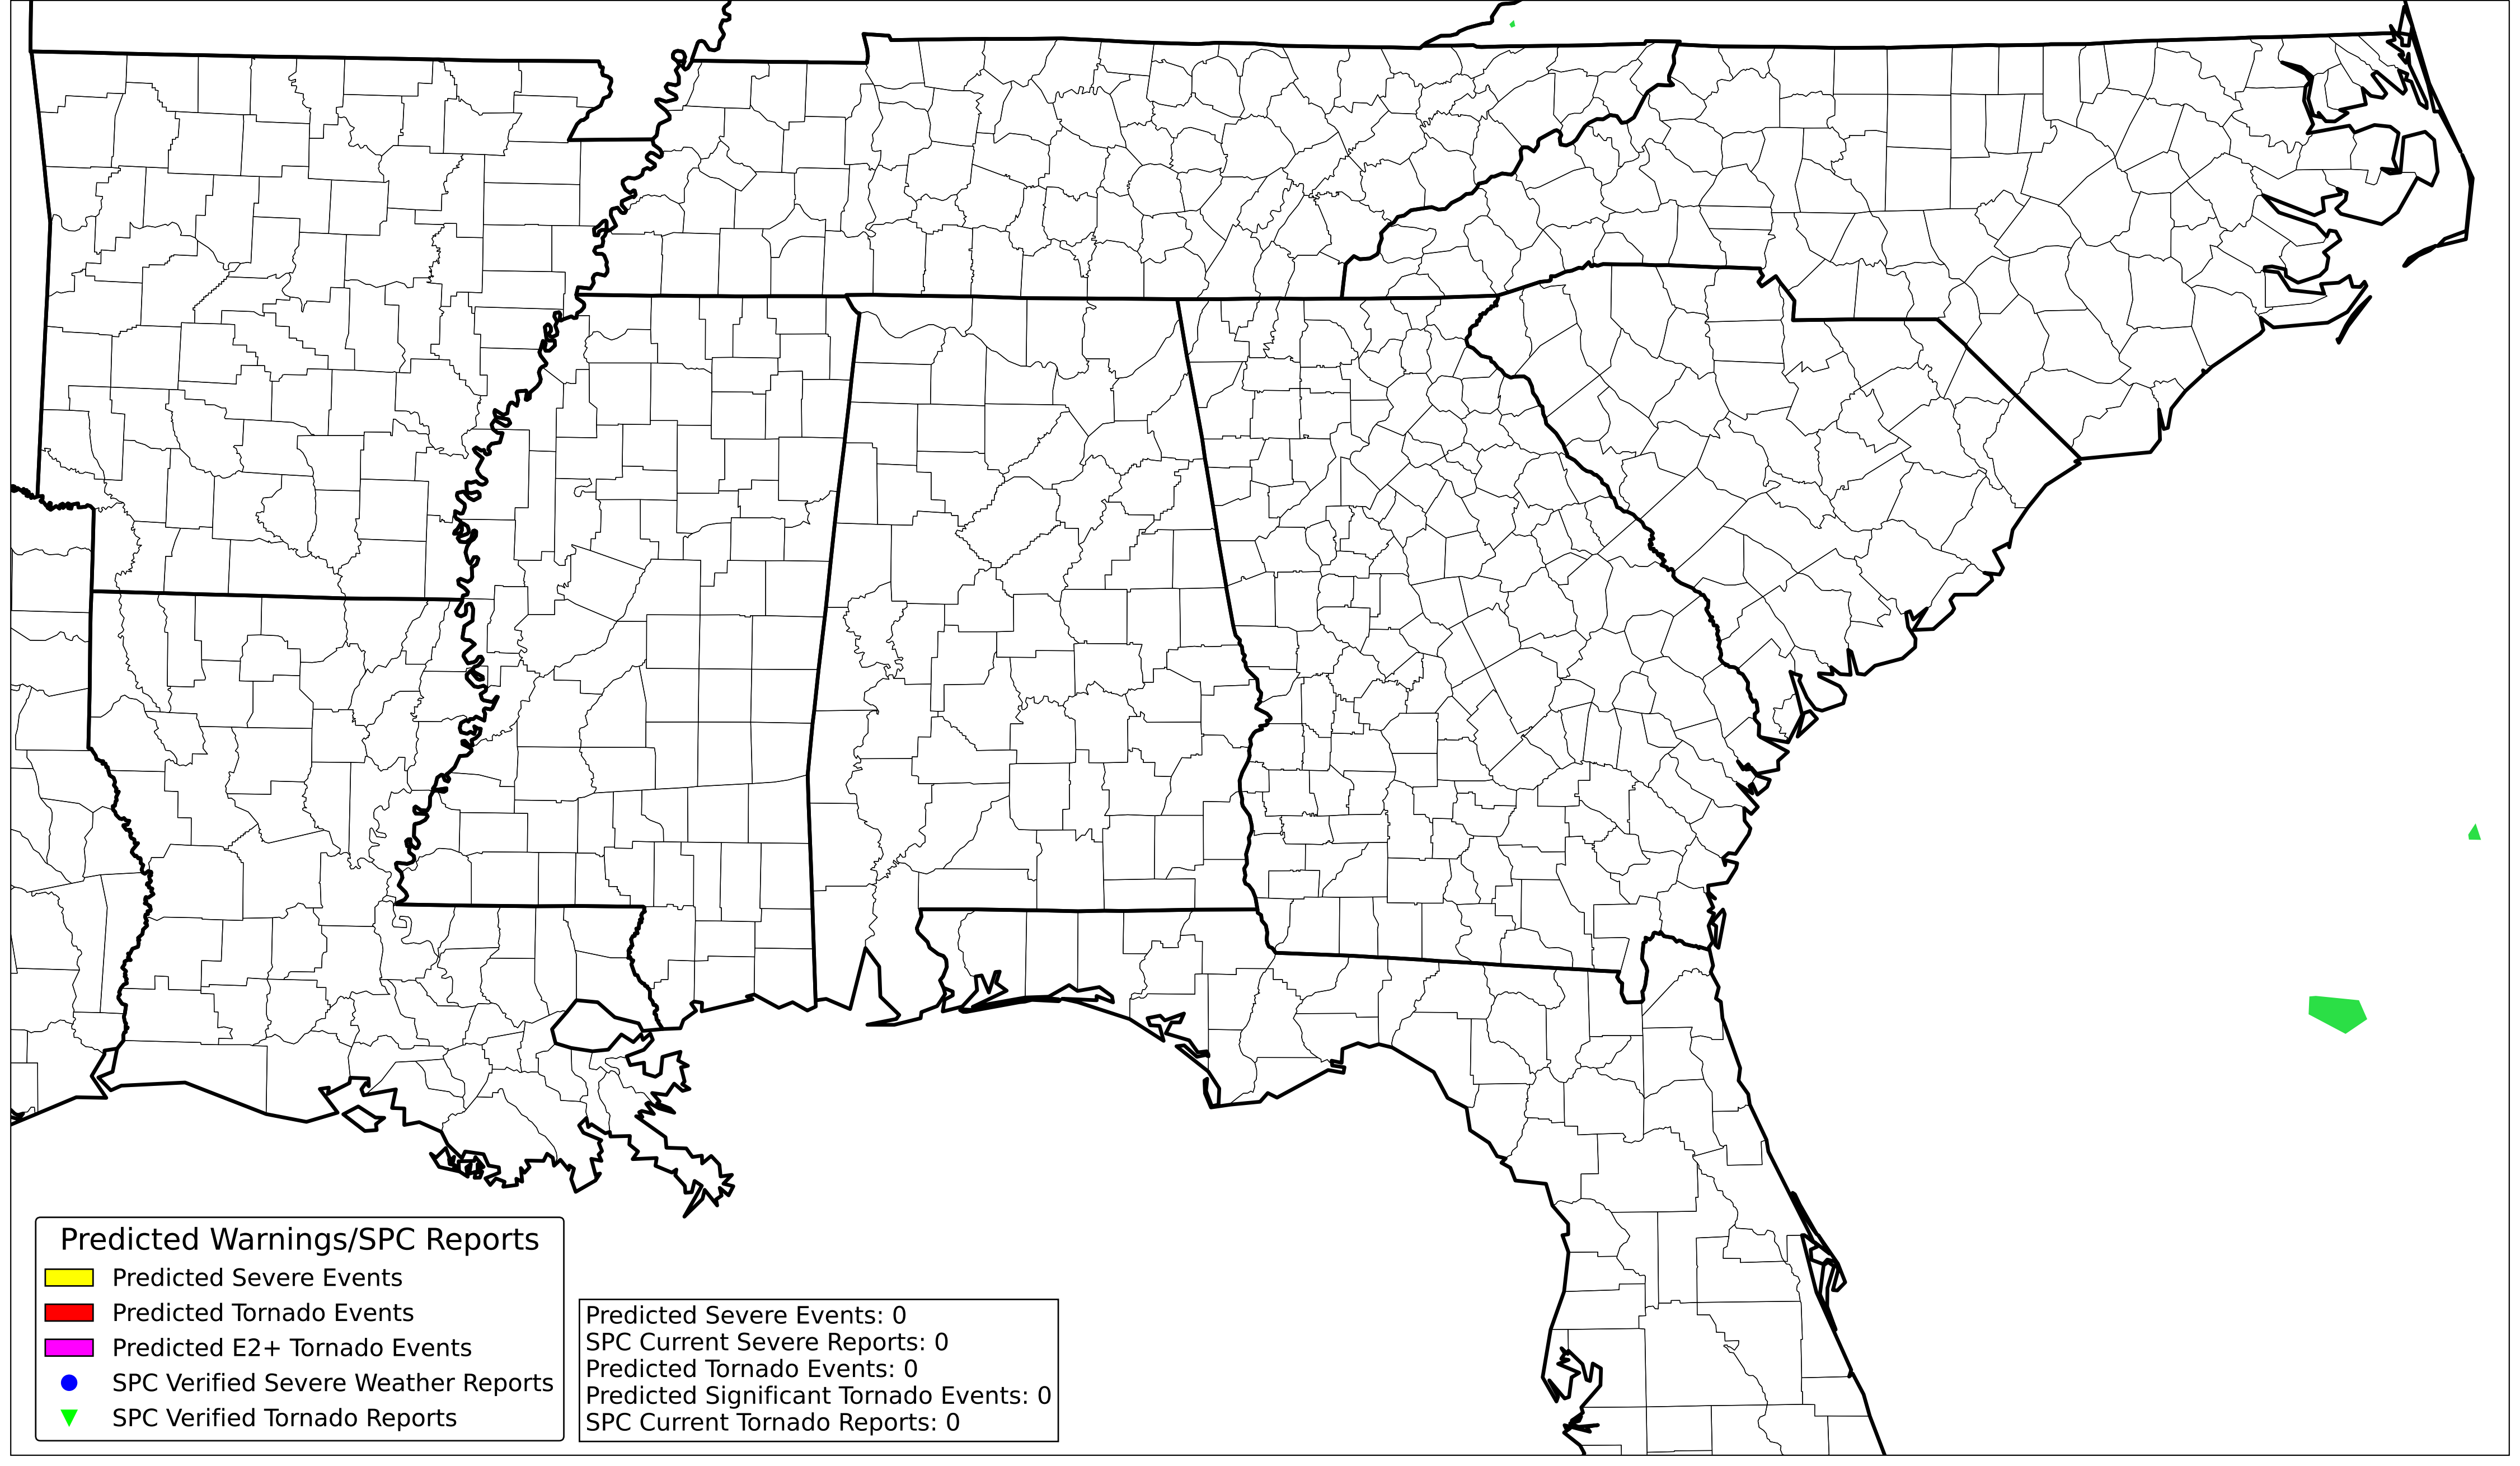 Predicted Warnings/SPC Reports
Predicted Severe Events
Predicted Tornado Events
Predicted E2+ Tornado Events
SPC Verified Severe Weather Reports
SPC Verified Tornado Reports
Predicted Severe Events: 0
SPC Current Severe Reports: 0
Predicted Tornado Events: 0
Predicted Significant Tornado Events: 0
SPC Current Tornado Reports: 0